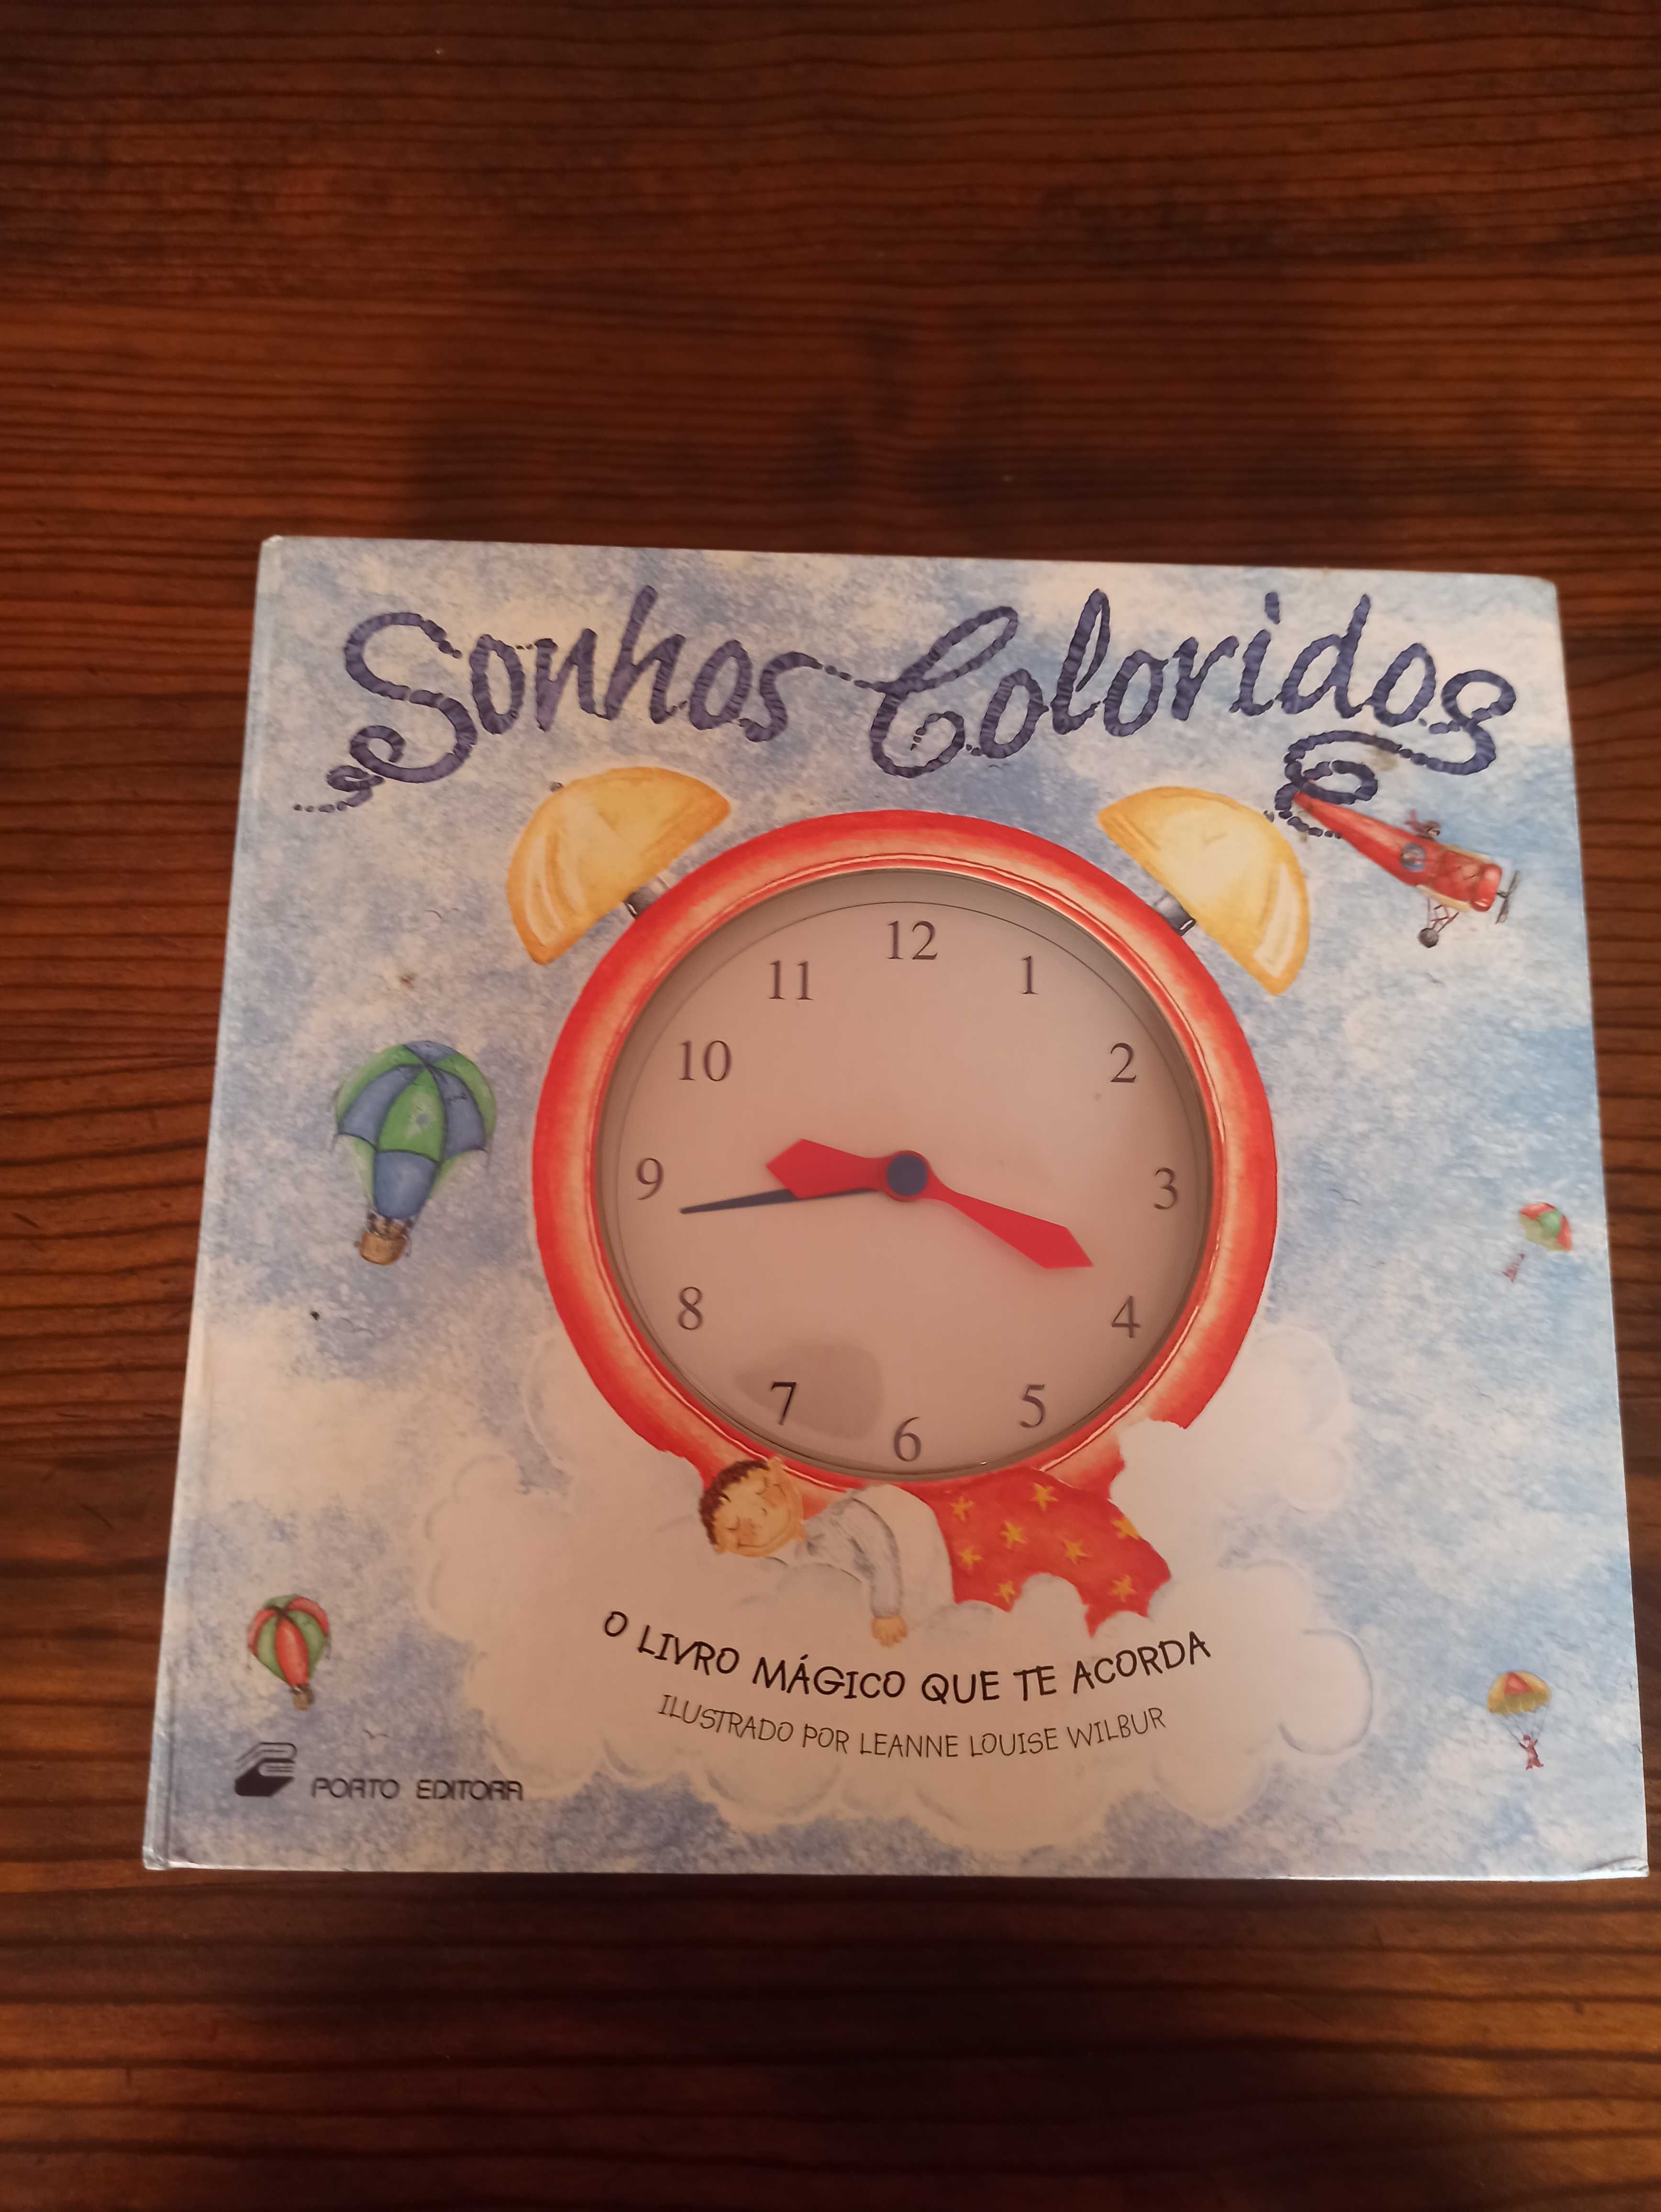 Sonhos Coloridos
12
11 1
10 2
9 3
8 4
7 5
6
O LIVRO MÁGICO QUE TE ACORDA
ILUSTRADO POR LEANNE LOUISE WILBUR
PORTO EDITORA